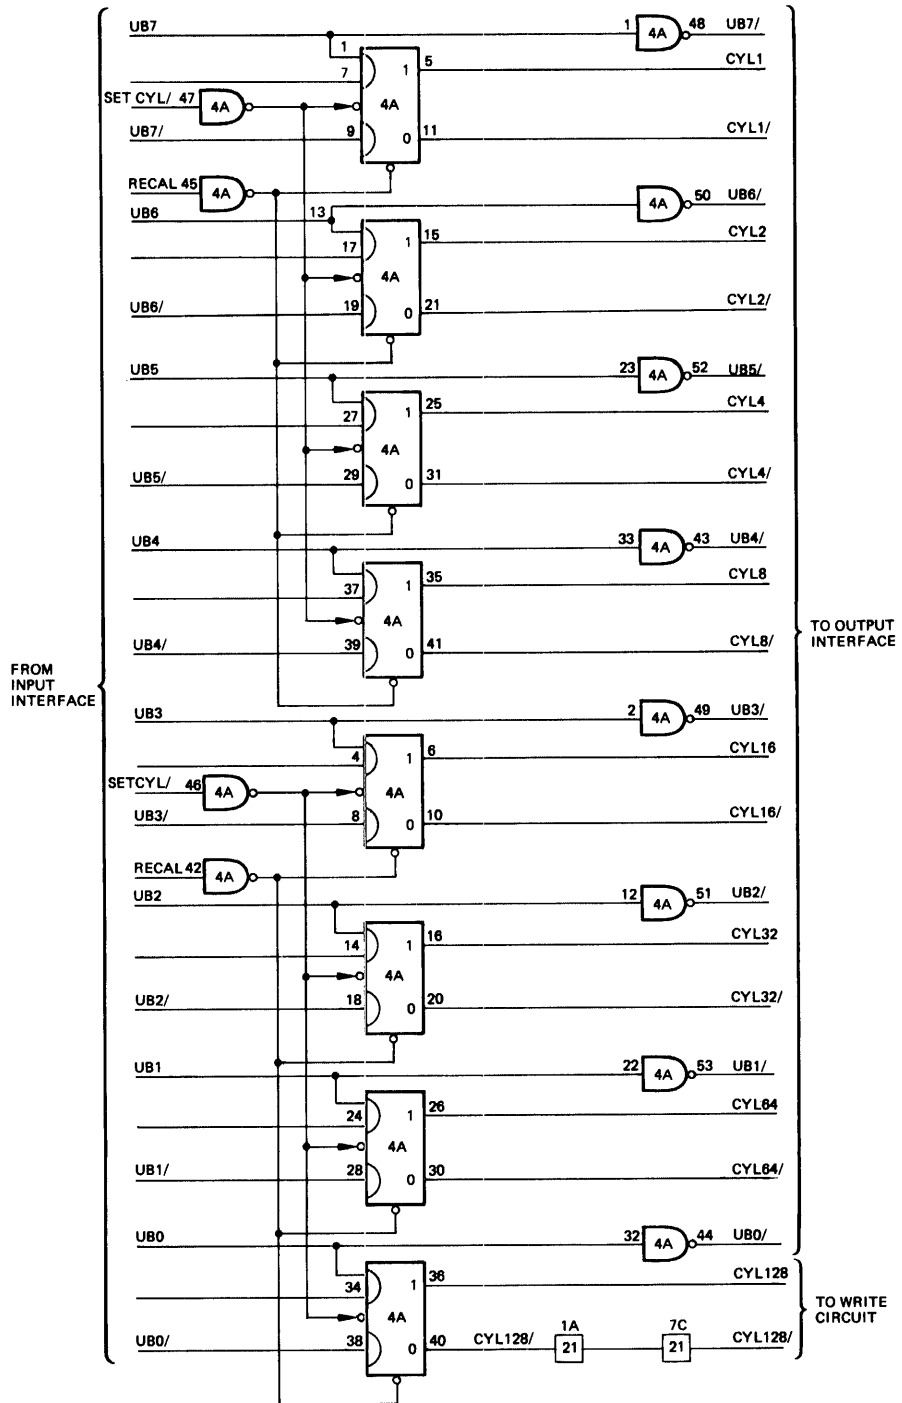 UB7 1 4A 48 UB7/
1
7 1 5 CYL1
SET CYL/ 47 4A 4A
UB7/ 9 0 11 CYL1/
RECAL 45 4A
UB6 13 4A 50 UB6/
17 1 15 CYL2
4A
UB6/ 19 0 21 CYL2/
UB5 23 4A 52 UB5/
27 1 25 CYL4
4A
UB5/ 29 0 31 CYL4/
UB4 33 4A 43 UB4/
37 1 35 CYL8
4A
UB4/ 39 0 41 CYL8/
FROM
INPUT
INTERFACE
TO OUTPUT
INTERFACE
UB3 2 4A 49 UB3/
4 1 6 CYL16
SETCYL/ 46 4A 4A
UB3/ 8 0 10 CYL16/
RECAL 42 4A
UB2 12 4A 51 UB2/
14 1 16 CYL32
4A
UB2/ 18 0 20 CYL32/
UB1 22 4A 53 UB1/
24 1 26 CYL64
4A
UB1/ 28 0 30 CYL64/
UB0 32 4A 44 UB0/
34 1 36 CYL128
4A
UB0/ 38 0 40 CYL128/ 1A 21 7C 21 CYL128/
TO WRITE
CIRCUIT